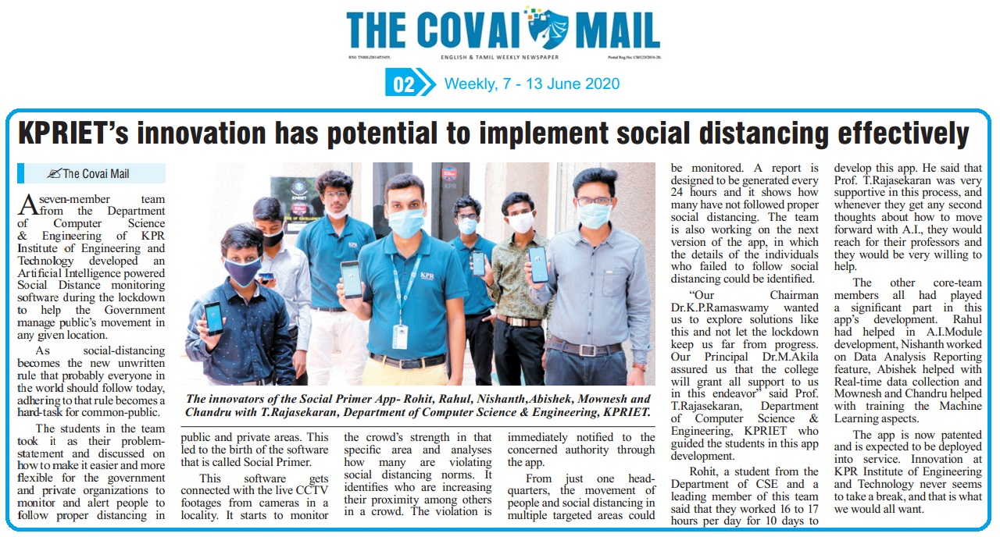 THE COVAI MAIL
ENGLISH & TAMIL WEEKLY NEWSPAPER
02 Weekly, 7 - 13 June 2020
KPRIET's innovation has potential to implement social distancing effectively
The Covai Mail
A seven-member team
from the Department
of Computer Science
& Engineering of KPR
Institute of Engineering and
Technology developed an
Artificial Intelligence powered
Social Distance monitoring
software during the lockdown
to help the Government
manage public's movement in
any given location.
As social-distancing
becomes the new unwritten
rule that probably everyone in
the world should follow today,
adhering to that rule becomes a
hard-task for common-public.
The students in the team
took it as their problem-
statement and discussed on
how to make it easier and more
flexible for the government
and private organizations to
monitor and alert people to
follow proper distancing in
KPRIET
KPR
KPR
KPR
The innovators of the Social Primer App- Rohit, Rahul, Nishanth,Abishek, Mownesh and
Chandru with T.Rajasekaran, Department of Computer Science & Engineering, KPRIET.
public and private areas. This
led to the birth of the software
that is called Social Primer.
This software gets
connected with the live CCTV
footages from cameras in a
locality. It starts to monitor
the crowd's strength in that
specific area and analyses
how many are violating
social distancing norms. It
identifies who are increasing
their proximity among others
in a crowd. The violation is
immediately notified to the
concerned authority through
the app.
From just one head-
quarters, the movement of
people and social distancing in
multiple targeted areas could
be monitored. A report is
designed to be generated every
24 hours and it shows how
many have not followed proper
social distancing. The team
is also working on the next
version of the app, in which
the details of the individuals
who failed to follow social
distancing could be identified.
“Our Chairman
Dr.K.P.Ramaswamy wanted
us to explore solutions like
this and not let the lockdown
keep us far from progress.
Our Principal Dr.M.Akila
assured us that the college
will grant all support to us
in this endeavor” said Prof.
T.Rajasekaran, Department
of Computer Science &
Engineering, KPRIET who
guided the students in this app
development.
Rohit, a student from the
Department of CSE and a
leading member of this team
said that they worked 16 to 17
hours per day for 10 days to
develop this app. He said that
Prof. T.Rajasekaran was very
supportive in this process, and
whenever they get any second
thoughts about how to move
forward with A.I., they would
reach for their professors and
they would be very willing to
help.
The other core-team
members all had played
a significant part in this
app's development. Rahul
had helped in A.I.Module
development, Nishanth worked
on Data Analysis Reporting
feature, Abishek helped with
Real-time data collection and
Mownesh and Chandru helped
with training the Machine
Learning aspects.
The app is now patented
and is expected to be deployed
into service. Innovation at
KPR Institute of Engineering
and Technology never seems
to take a break, and that is what
we would all want.